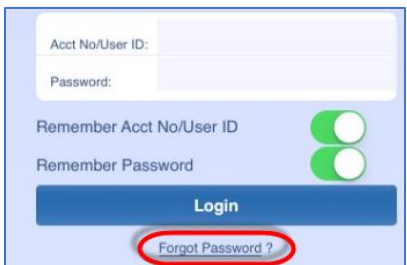 Acct No/User ID:
Password:
Remember Acct No/User ID
Remember Password
Login
Forgot Password ?